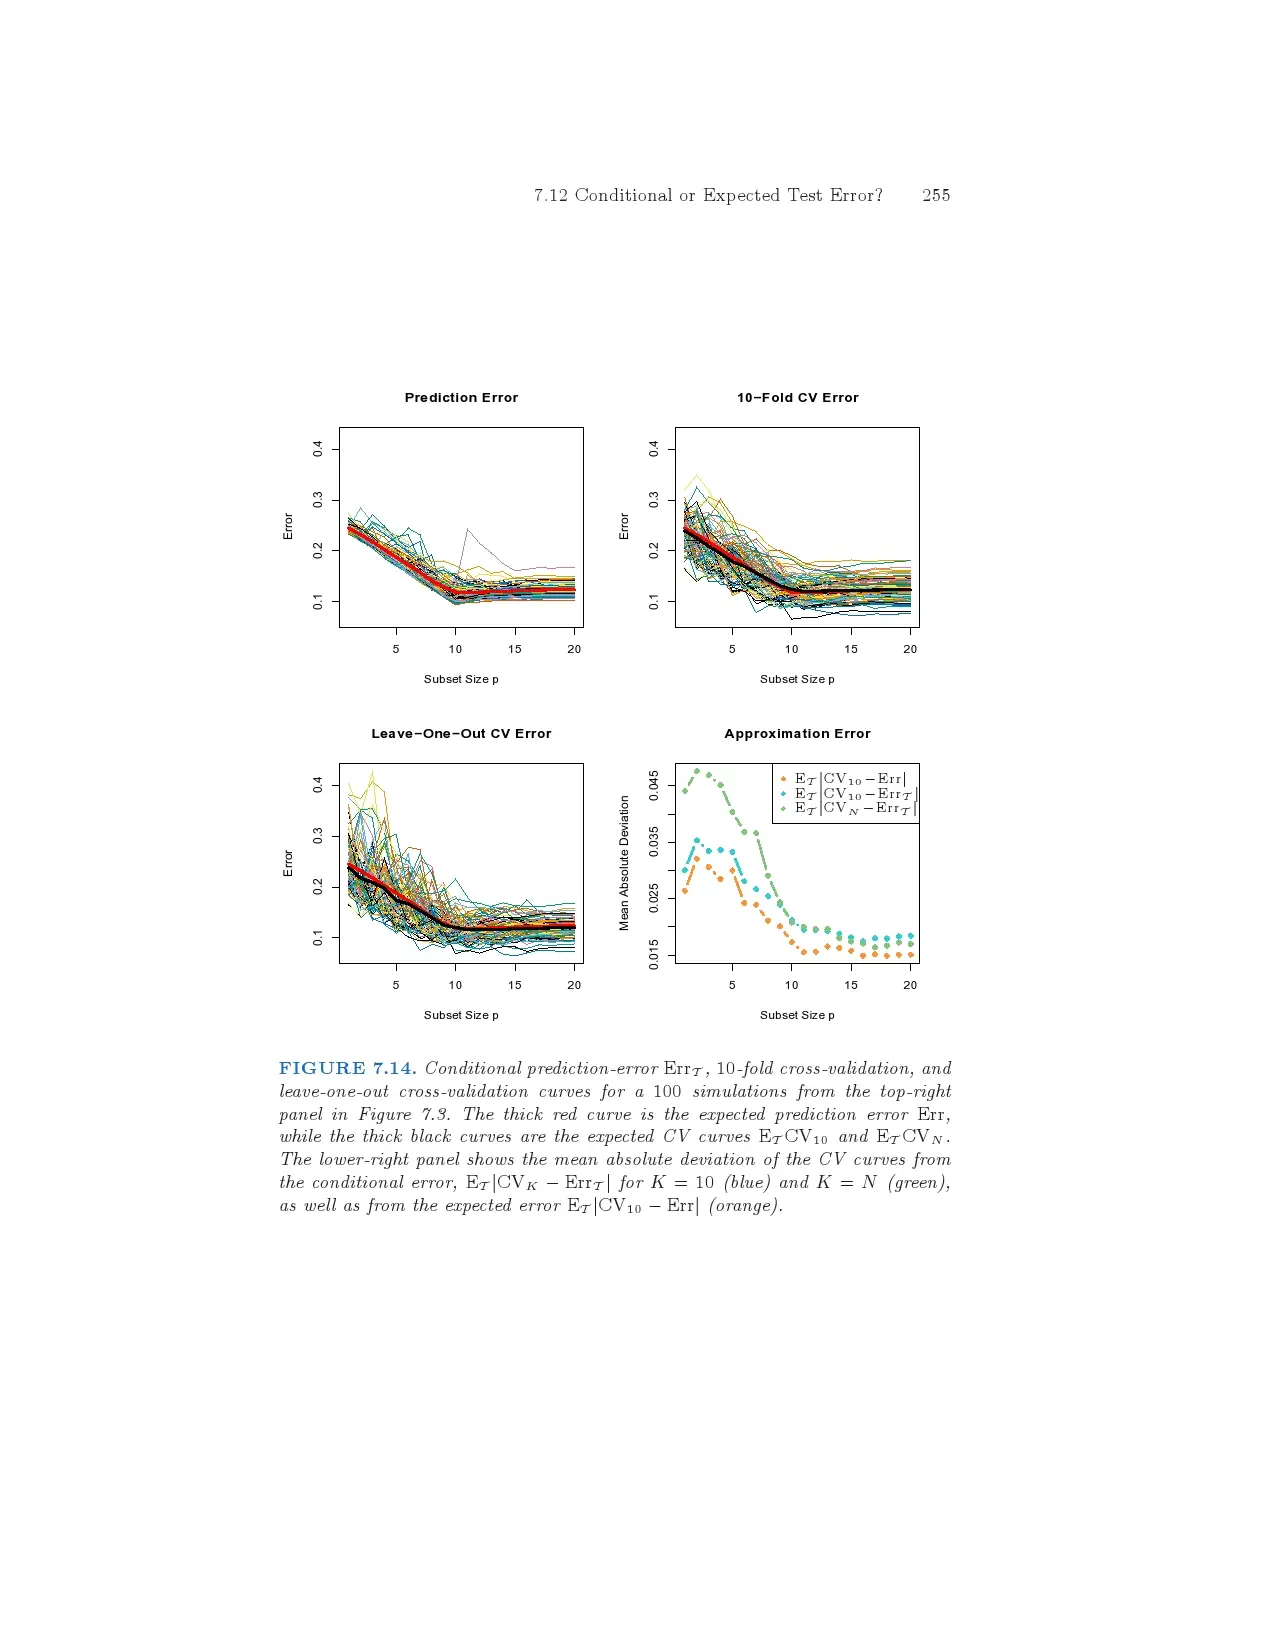 7.12 Conditional or Expected Test Error? 255
Prediction Error
Error
0.1 0.2 0.3 0.4
5 10 15 20
Subset Size p
10−Fold CV Error
Error
0.1 0.2 0.3 0.4
5 10 15 20
Subset Size p
Leave−One−Out CV Error
Error
0.1 0.2 0.3 0.4
5 10 15 20
Subset Size p
Approximation Error
Mean Absolute Deviation
0.015 0.025 0.035 0.045
E𝒯|CV₁₀−Err|
E𝒯|CV₁₀−Err𝒯|
E𝒯|CV_N−Err𝒯|
5 10 15 20
Subset Size p
FIGURE 7.14. Conditional prediction-error Err𝒯, 10-fold cross-validation, and
leave-one-out cross-validation curves for a 100 simulations from the top-right
panel in Figure 7.3. The thick red curve is the expected prediction error Err,
while the thick black curves are the expected CV curves E𝒯CV₁₀ and E𝒯CV_N.
The lower-right panel shows the mean absolute deviation of the CV curves from
the conditional error, E𝒯|CV_K − Err𝒯| for K = 10 (blue) and K = N (green),
as well as from the expected error E𝒯|CV₁₀ − Err| (orange).